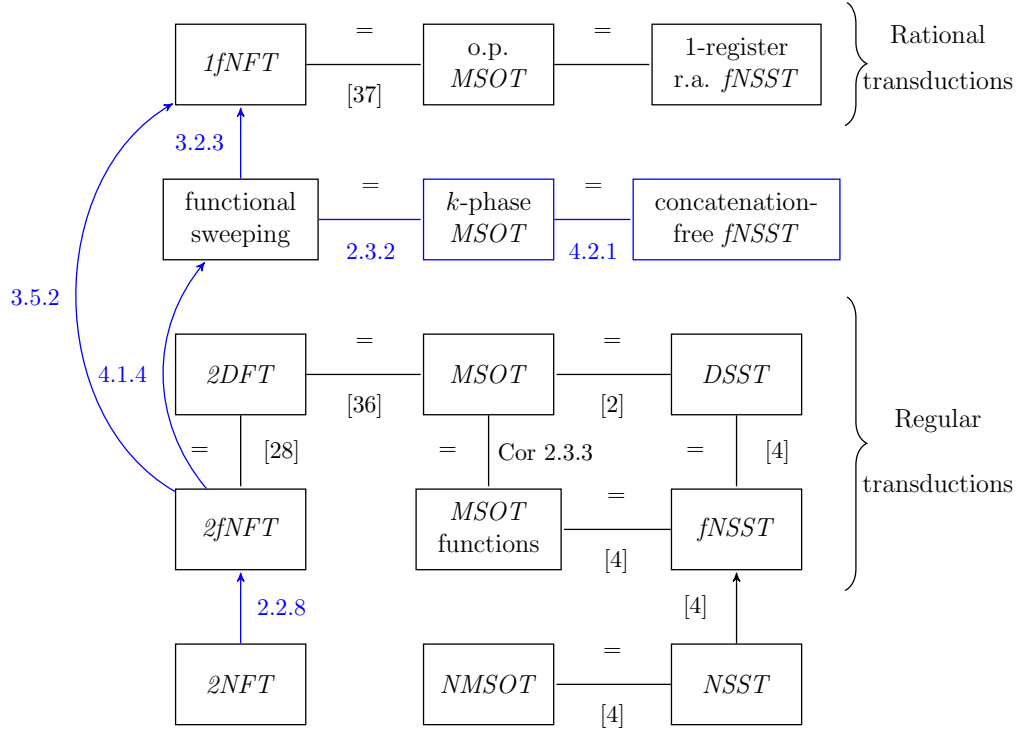 = =
1fNFT
o.p.
MSOT
1-register
r.a. fNSST
[37]
Rational
transductions
3.2.3
= =
functional
sweeping
k-phase
MSOT
concatenation-
free fNSST
2.3.2 4.2.1
3.5.2
4.1.4
= =
2DFT MSOT DSST
[36] [2]
= [28] = Cor 2.3.3 = [4]
Regular
transductions
=
2fNFT
MSOT
functions
fNSST
[4]
2.2.8 [4]
=
2NFT NMSOT NSST
[4]